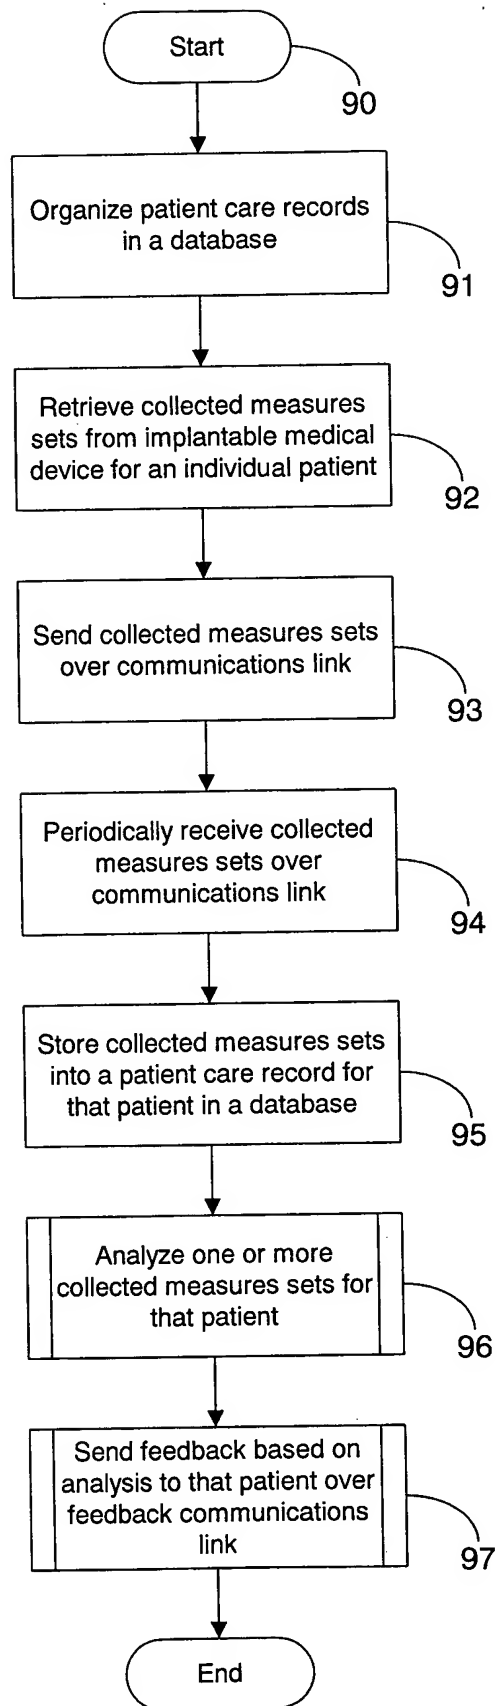 Start
90
Organize patient care records
in a database
91
Retrieve collected measures
sets from implantable medical
device for an individual patient
92
Send collected measures sets
over communications link
93
Periodically receive collected
measures sets over
communications link
94
Store collected measures sets
into a patient care record for
that patient in a database
95
Analyze one or more
collected measures sets for
that patient
96
Send feedback based on
analysis to that patient over
feedback communications
link
97
End